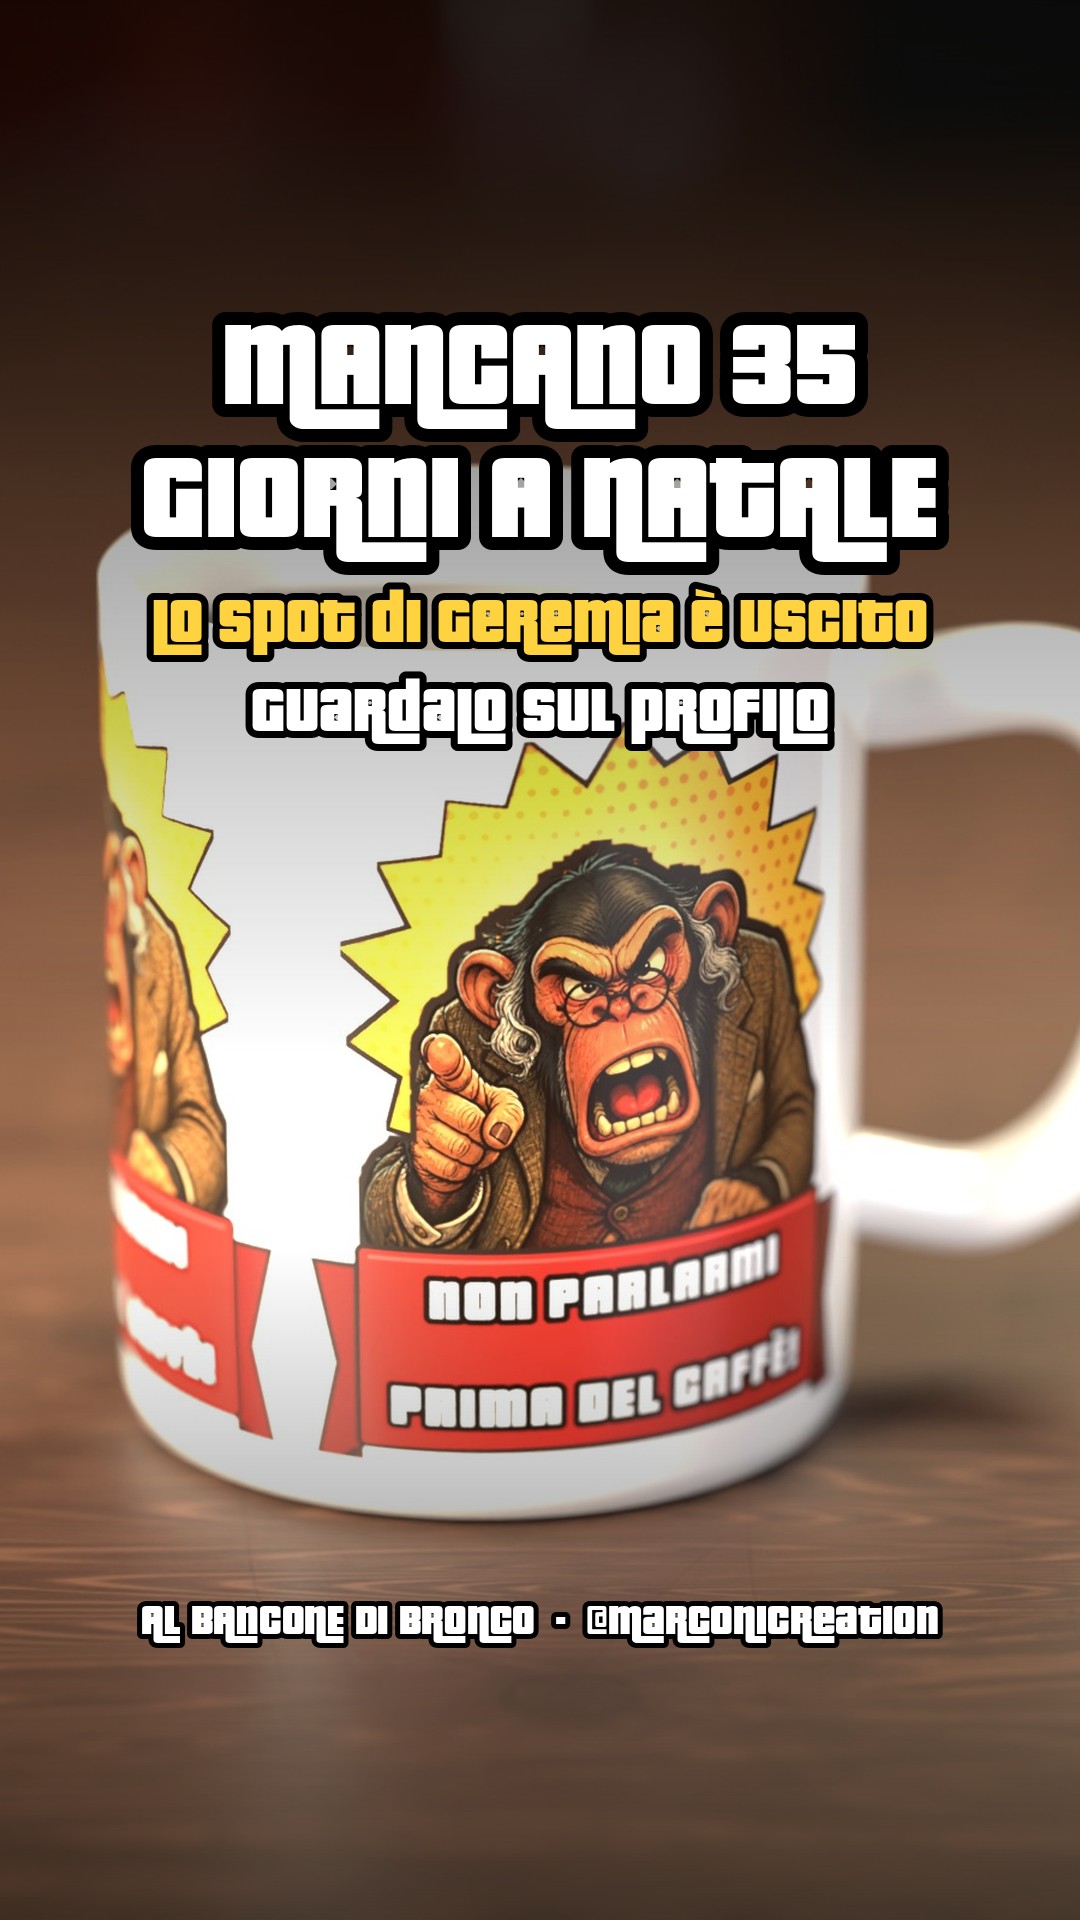 MANCANO 35
GIORNI A NATALE
LO SPOT DI GEREMIA È USCITO
GUARDALO SUL PROFILO
NON PARLARMI
PRIMA DEL CAFFÈ!
AL BANCONE DI BRONCO - @MARCONICREATION